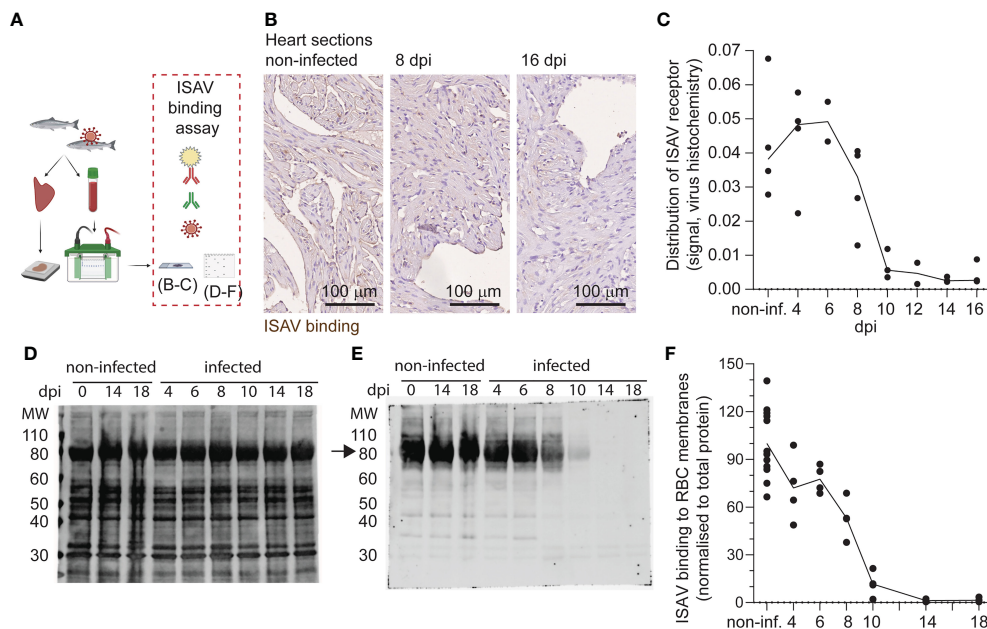 A
ISAV
binding
assay
(B-C)
(D-F)
B
Heart sections
non-infected
8 dpi
16 dpi
100 µm
100 µm
100 µm
ISAV binding
C
Distribution of ISAV receptor
(signal, virus histochemistry)
0.07
0.06
0.05
0.04
0.03
0.02
0.01
0.00
non-inf. 4 6 8 10 12 14 16
dpi
D
non-infected infected
dpi 0 14 18 4 6 8 10 14 18
MW
110
80
60
50
40
30
E
non-infected infected
dpi 0 14 18 4 6 8 10 14 18
MW
110
80
60
50
40
30
F
ISAV binding to RBC membranes
(normalised to total protein)
150
120
90
60
30
0
non-inf. 4 6 8 10 14 18